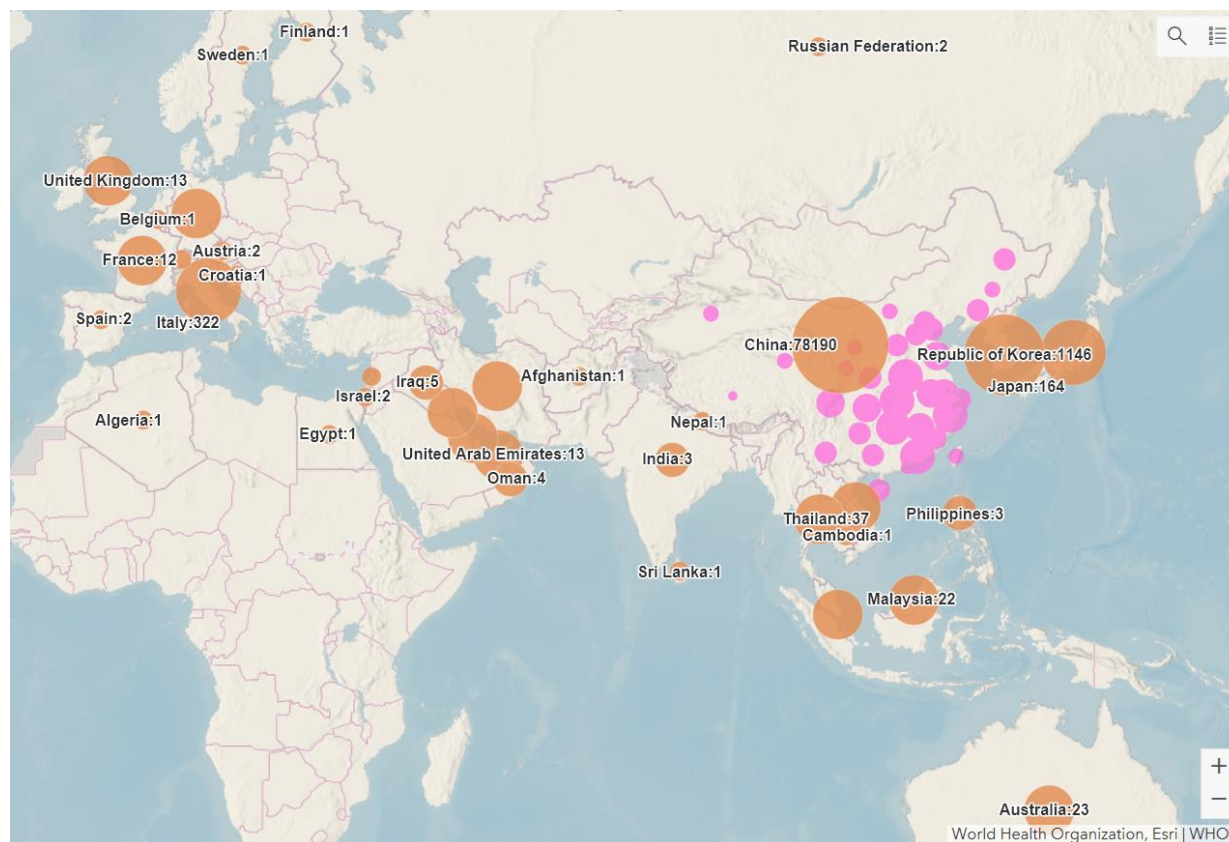 Finland:1
Sweden:1
Russian Federation:2
United Kingdom:13
Belgium:1
Austria:2
France:12
Croatia:1
Spain:2
Italy:322
China:78190
Republic of Korea:1146
Japan:164
Iraq:5
Afghanistan:1
Israel:2
Algeria:1
Egypt:1
Nepal:1
United Arab Emirates:13
India:3
Oman:4
Thailand:37
Philippines:3
Cambodia:1
Sri Lanka:1
Malaysia:22
Australia:23
World Health Organization, Esri | WHO